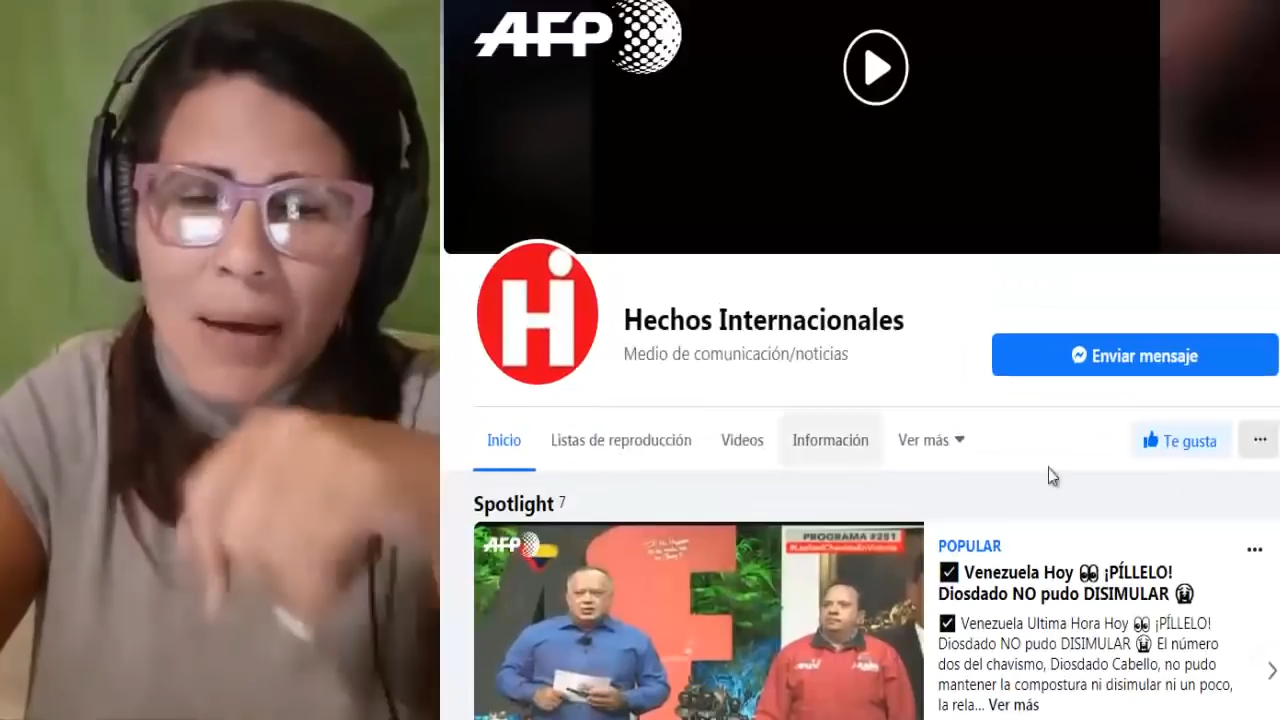 AFP
Hi
Hechos Internacionales
Medio de comunicación/noticias
Enviar mensaje
Inicio
Listas de reproducción
Videos
Información
Ver más
Te gusta
Spotlight 7
AFP
PROGRAMA #251
POPULAR
Venezuela Hoy 👀 ¡PÍLLELO!
Diosdado NO pudo DISIMULAR 😭
Venezuela Ultima Hora Hoy 👀 ¡PÍLLELO!
Diosdado NO pudo DISIMULAR 😭 El número
dos del chavismo, Diosdado Cabello, no pudo
mantener la compostura ni disimular ni un poco,
la rela... Ver más